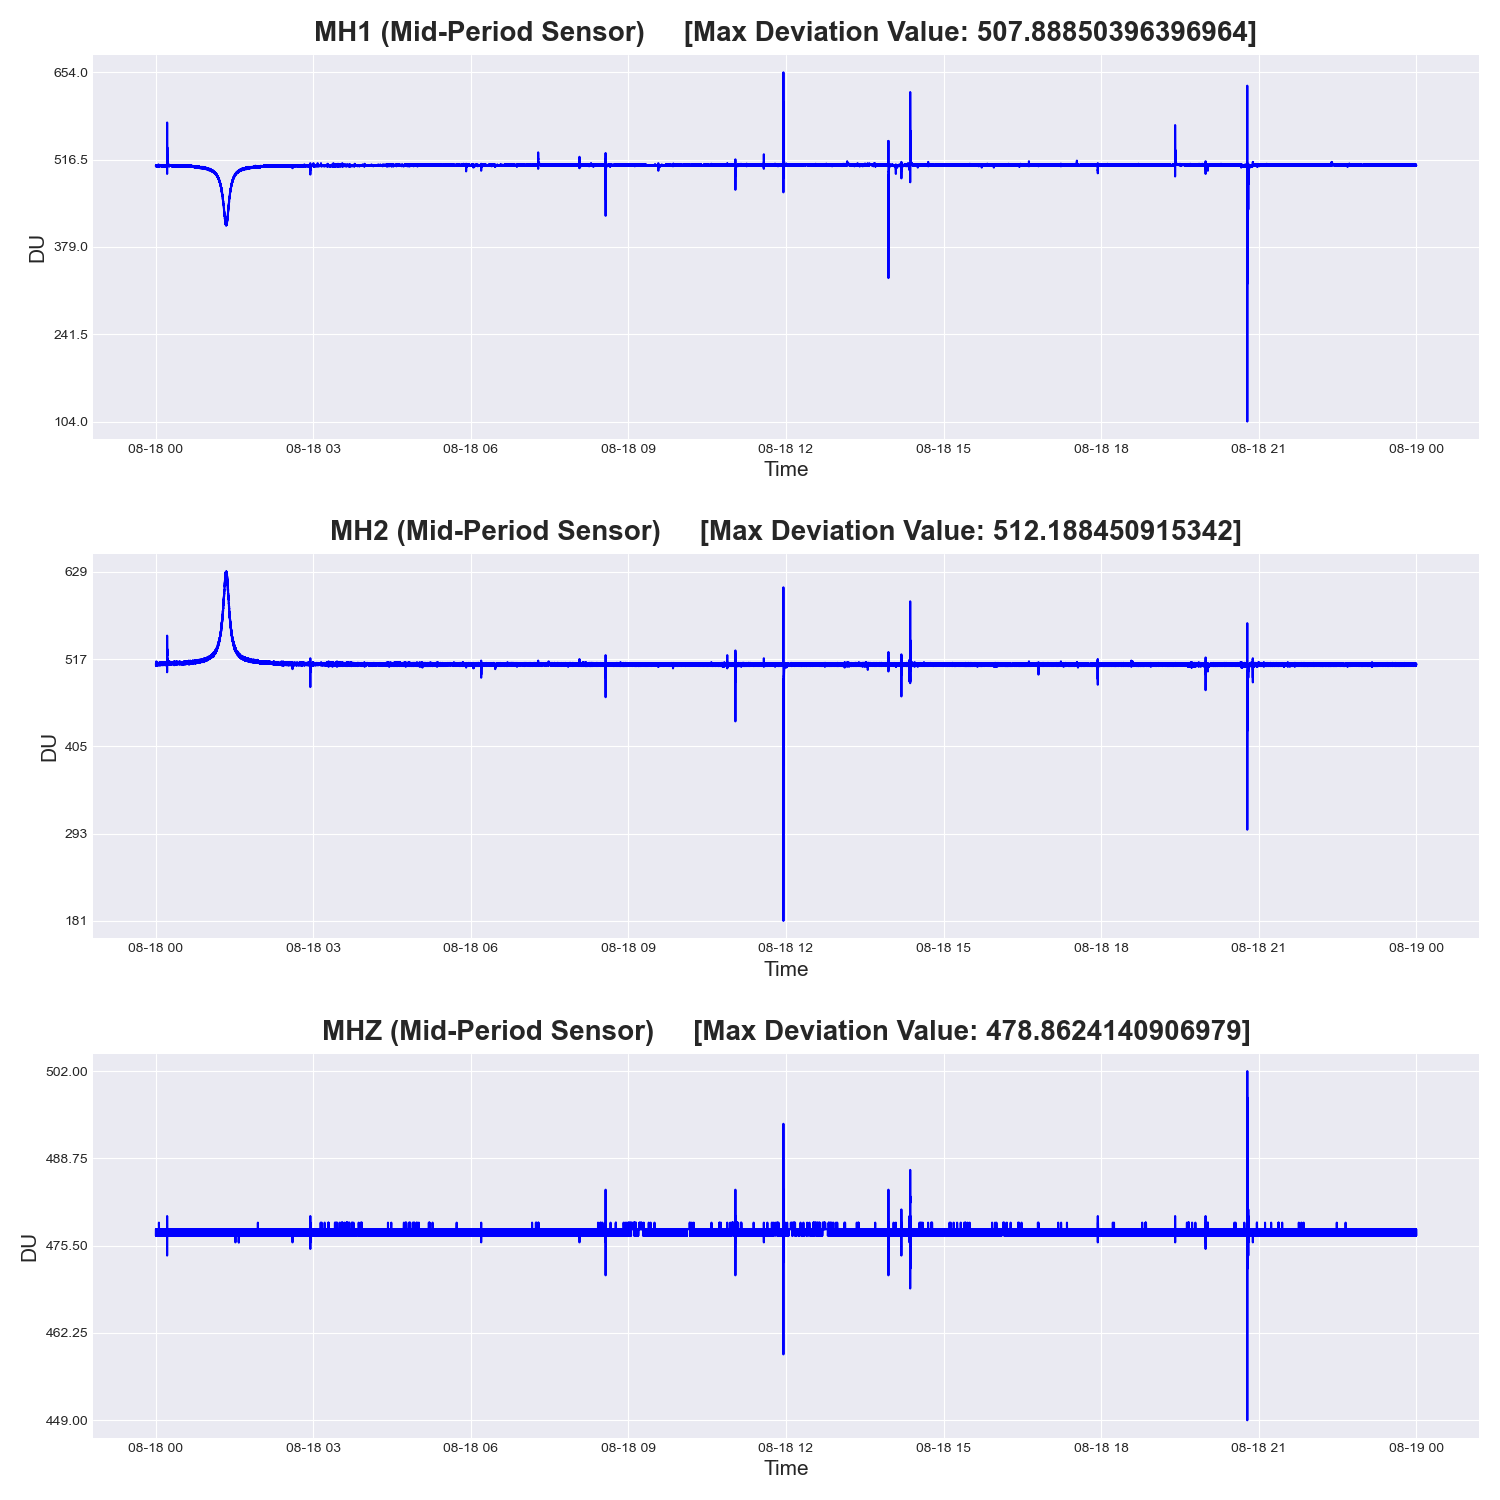 MH1 (Mid-Period Sensor) [Max Deviation Value: 507.88850396396964]
654.0
516.5
379.0
241.5
104.0
DU
08-18 00 08-18 03 08-18 06 08-18 09 08-18 12 08-18 15 08-18 18 08-18 21 08-19 00
Time
MH2 (Mid-Period Sensor) [Max Deviation Value: 512.188450915342]
629
517
405
293
181
DU
08-18 00 08-18 03 08-18 06 08-18 09 08-18 12 08-18 15 08-18 18 08-18 21 08-19 00
Time
MHZ (Mid-Period Sensor) [Max Deviation Value: 478.8624140906979]
502.00
488.75
475.50
462.25
449.00
DU
08-18 00 08-18 03 08-18 06 08-18 09 08-18 12 08-18 15 08-18 18 08-18 21 08-19 00
Time